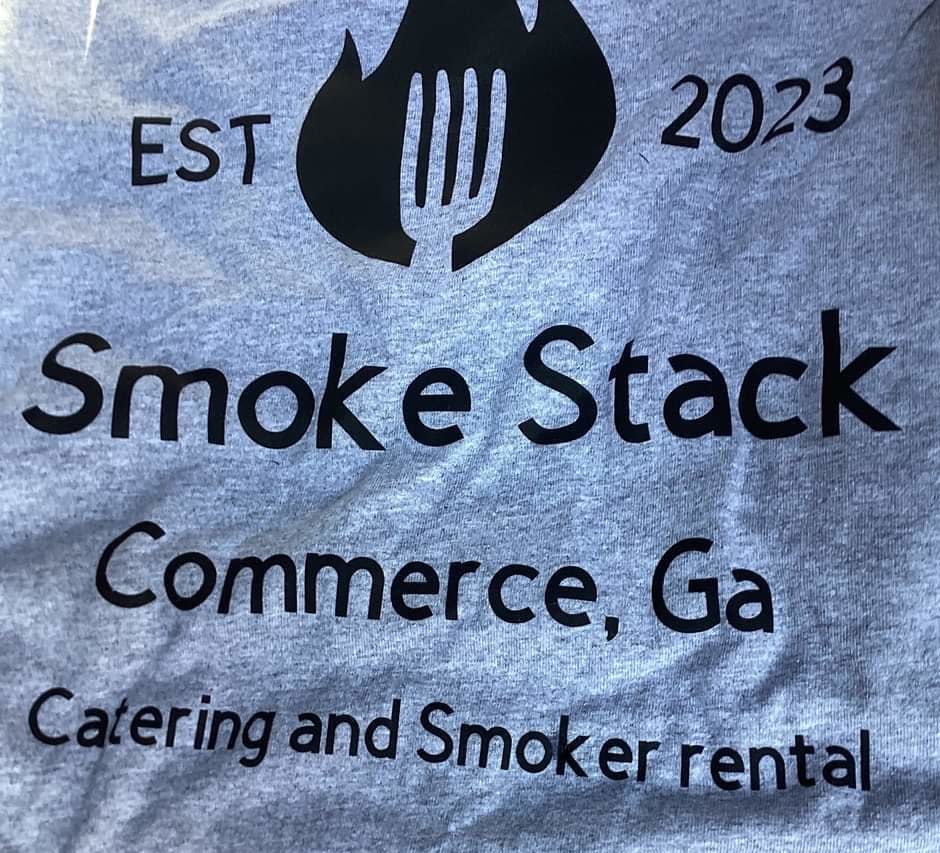 EST 2023
Smoke Stack
Commerce, Ga
Catering and Smoker rental